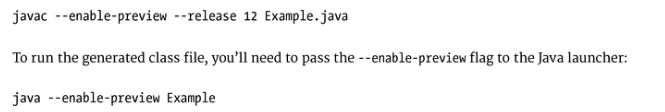 javac --enable-preview --release 12 Example.java
To run the generated class file, you’ll need to pass the --enable-preview flag to the Java launcher:
java --enable-preview Example